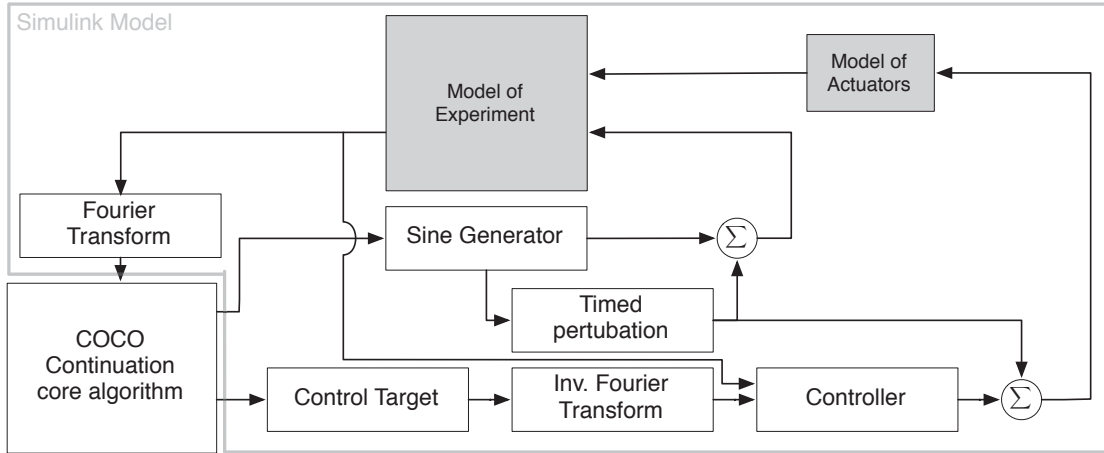 Simulink Model
Model of
Experiment
Model of
Actuators
Fourier
Transform
Sine Generator
Σ
Timed
pertubation
COCO
Continuation
core algorithm
Control Target
Inv. Fourier
Transform
Controller
Σ